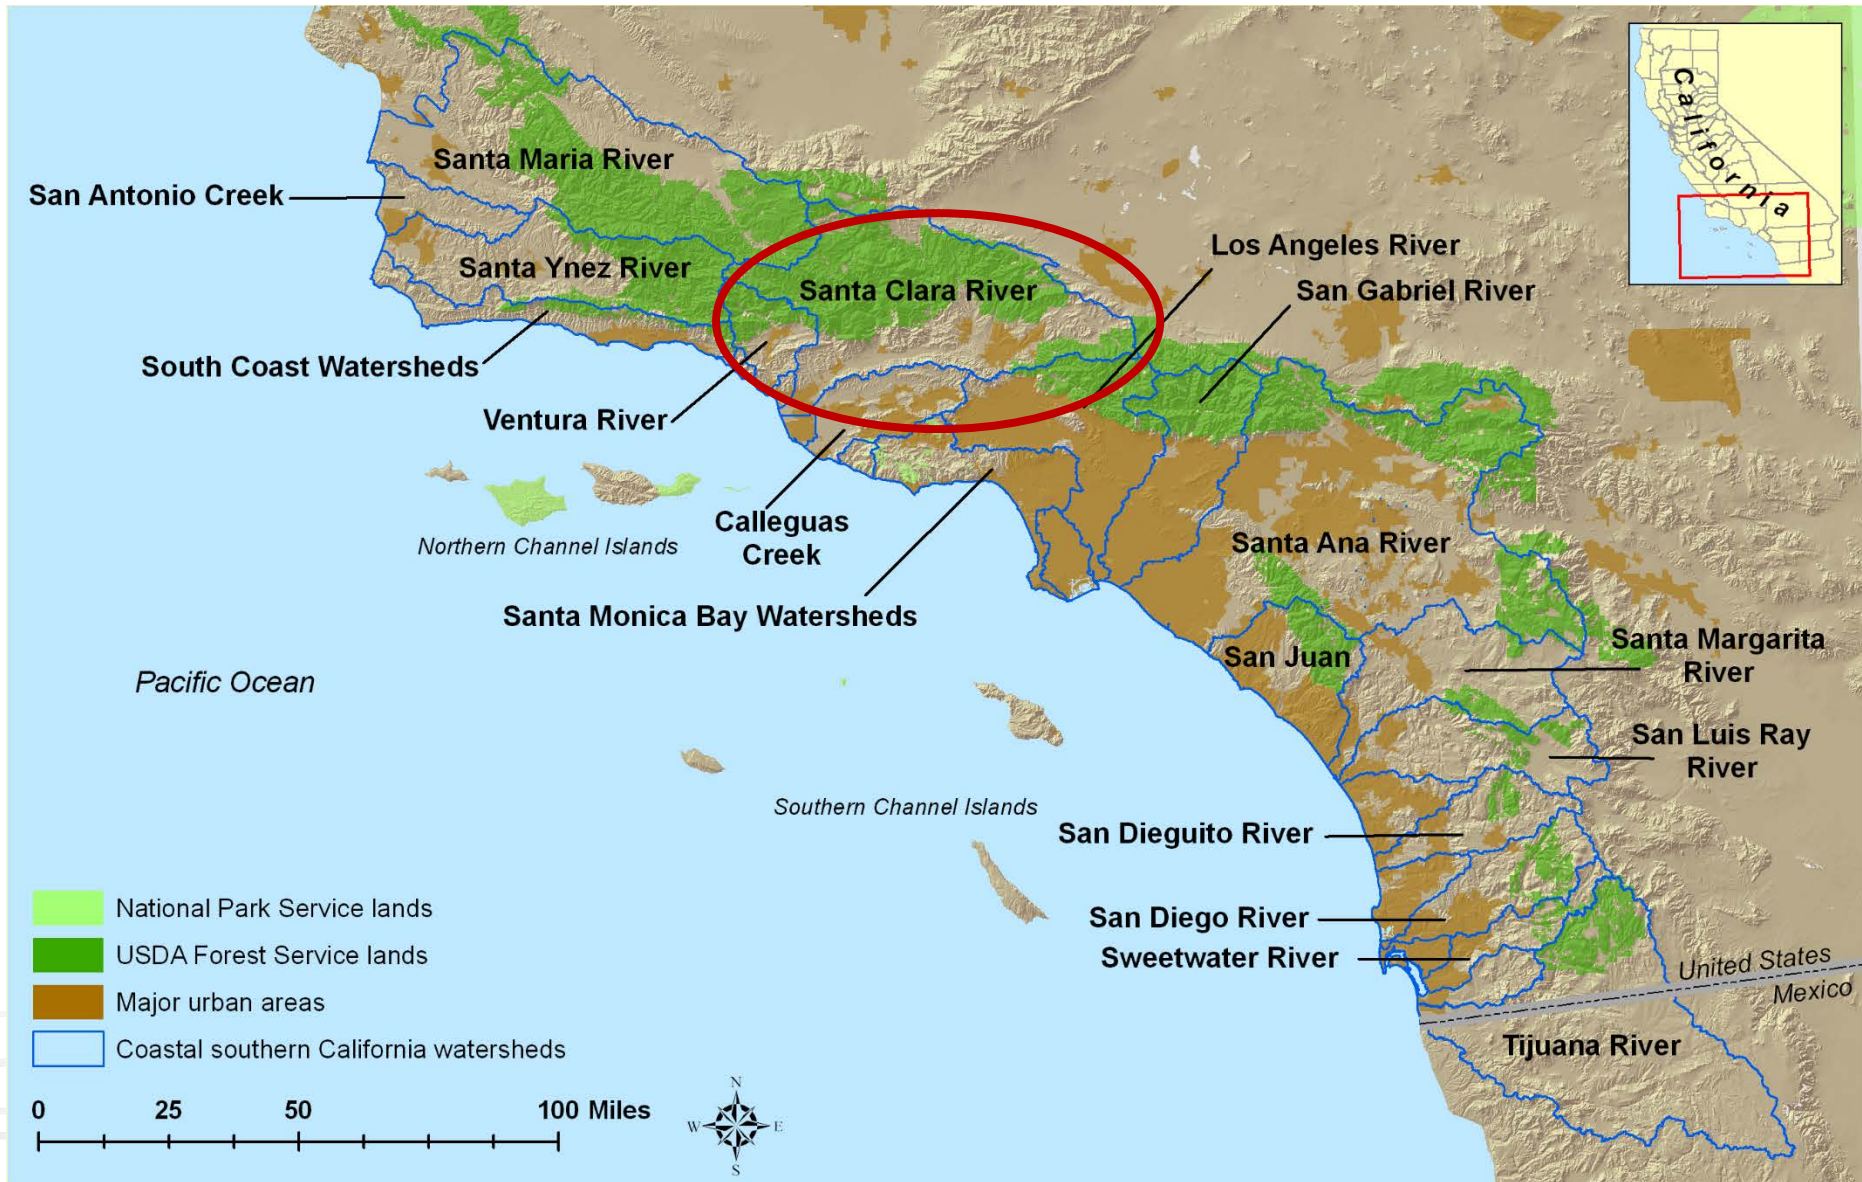 California
Santa Maria River
San Antonio Creek
Los Angeles River
Santa Ynez River
Santa Clara River
San Gabriel River
South Coast Watersheds
Ventura River
Calleguas
Creek
Northern Channel Islands
Santa Ana River
Santa Monica Bay Watersheds
Santa Margarita
River
San Juan
Pacific Ocean
San Luis Ray
River
Southern Channel Islands
San Dieguito River
National Park Service lands
San Diego River
USDA Forest Service lands
Sweetwater River
United States
Mexico
Major urban areas
Coastal southern California watersheds
Tijuana River
0 25 50 100 Miles
N
W E
S